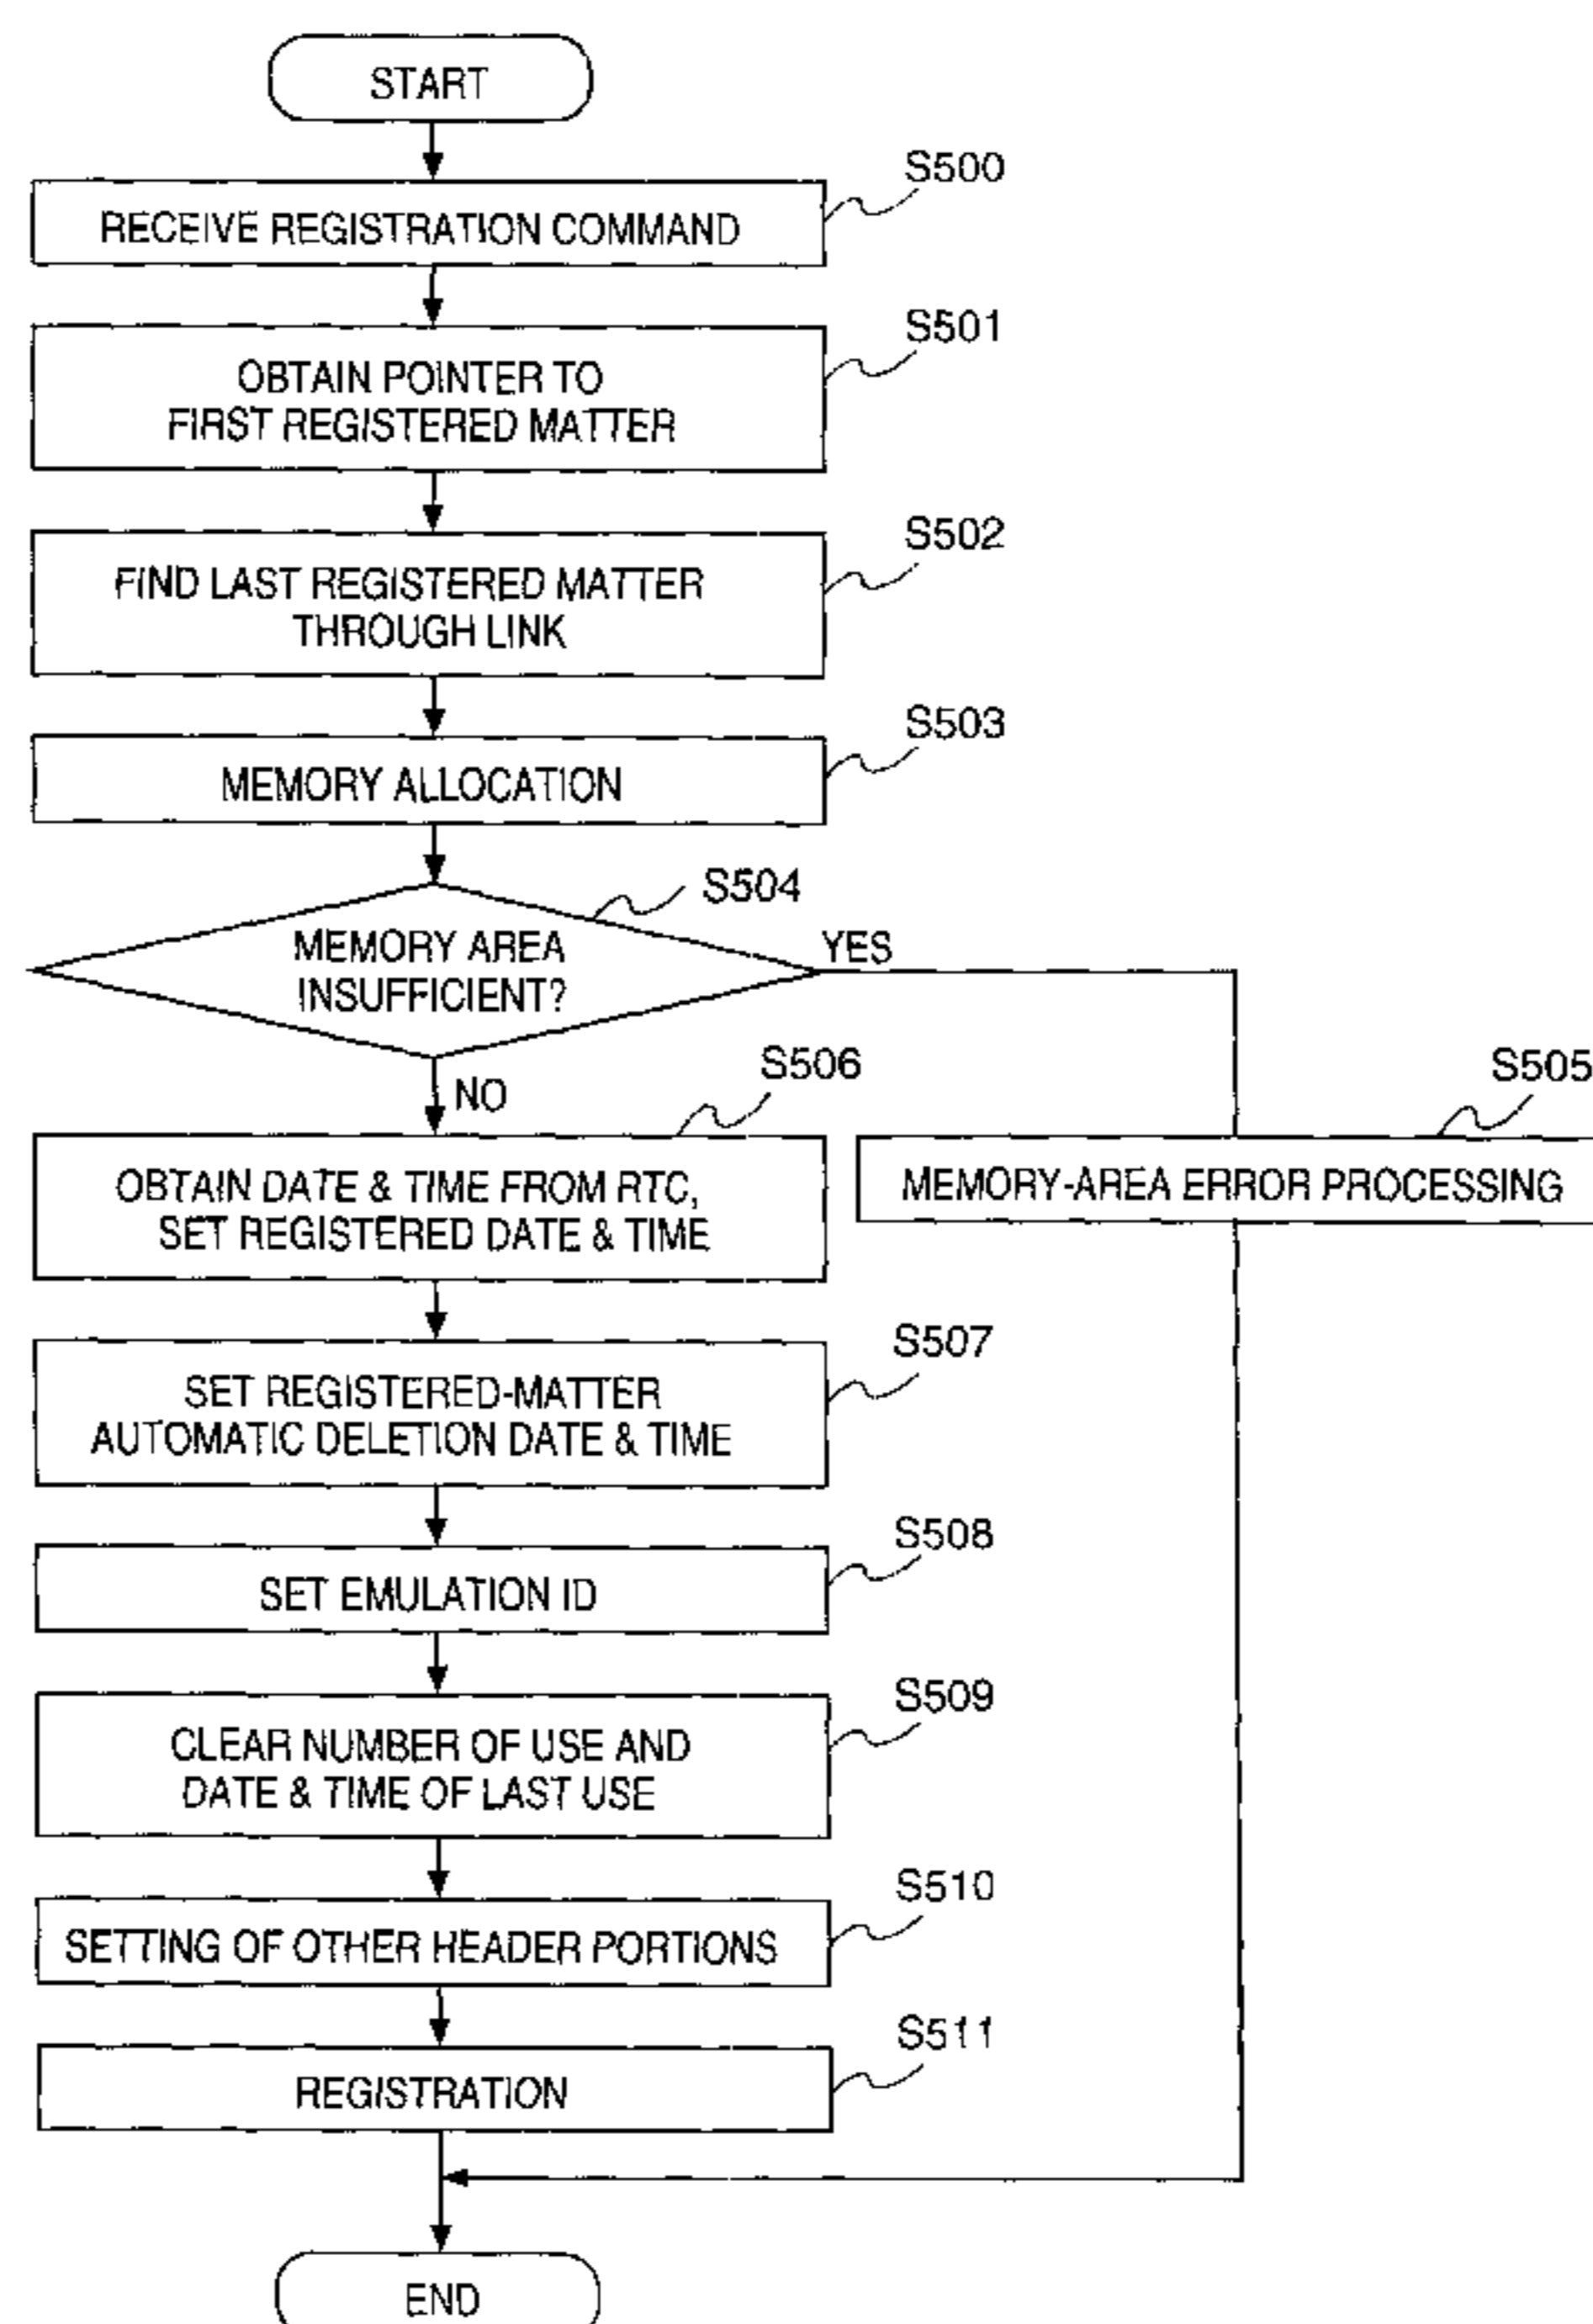 START
S500
RECEIVE REGISTRATION COMMAND
S501
OBTAIN POINTER TO
FIRST REGISTERED MATTER
S502
FIND LAST REGISTERED MATTER
THROUGH LINK
S503
MEMORY ALLOCATION
S504
MEMORY AREA
INSUFFICIENT?
YES
NO
S506
S505
OBTAIN DATE & TIME FROM RTC,
SET REGISTERED DATE & TIME
MEMORY-AREA ERROR PROCESSING
S507
SET REGISTERED-MATTER
AUTOMATIC DELETION DATE & TIME
S508
SET EMULATION ID
S509
CLEAR NUMBER OF USE AND
DATE & TIME OF LAST USE
S510
SETTING OF OTHER HEADER PORTIONS
S511
REGISTRATION
END